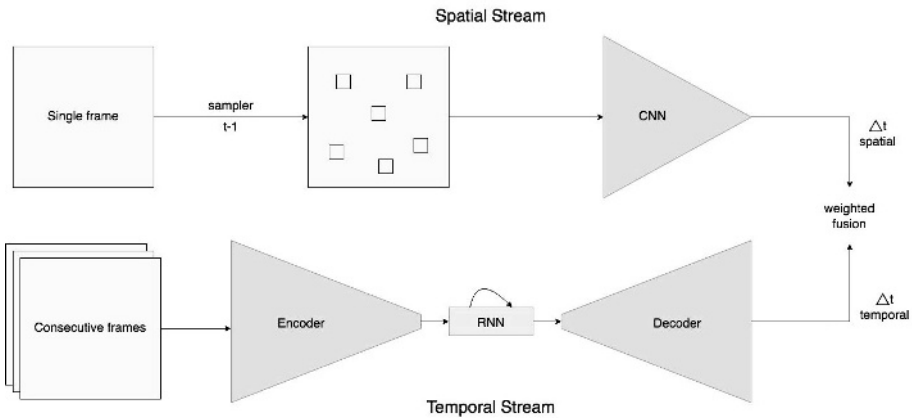 Spatial Stream
Single frame
sampler
t-1
CNN
△t
spatial
weighted
fusion
Consecutive frames
Encoder
RNN
Decoder
△t
temporal
Temporal Stream